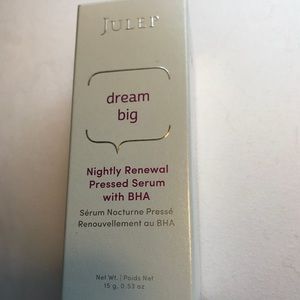 JULEP
dream
big
Nightly Renewal
Pressed Serum
with BHA
Sérum Nocturne Pressé
Renouvellement au BHA
Net Wt. | Poids Net
15 g, 0.53 oz